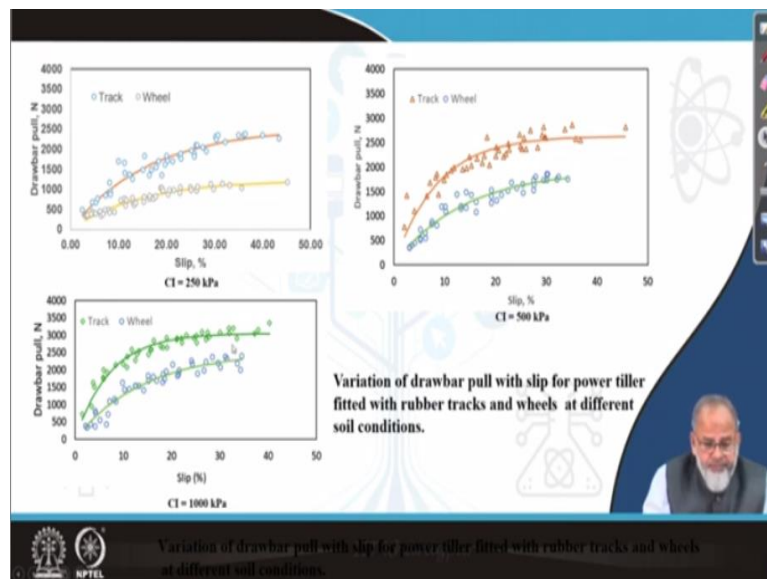 4000
3500
3000
2500
2000
1500
1000
500
0
Drawbar pull, N
Track Wheel
0.00 10.00 20.00 30.00 40.00 50.00
Slip, %
CI = 250 kPa
4000
3500
3000
2500
2000
1500
1000
500
0
Drawbar pull, N
Track Wheel
0 10 20 30 40 50
Slip, %
CI = 500 kPa
4000
3500
3000
2500
2000
1500
1000
500
0
Drawbar pull, N
Track Wheel
0 10 20 30 40 50
Slip (%)
CI = 1000 kPa
Variation of drawbar pull with slip for power tiller
fitted with rubber tracks and wheels at different
soil conditions.
NPTEL
Variation of drawbar pull with slip for power tiller fitted with rubber tracks and wheels
at different soil conditions.